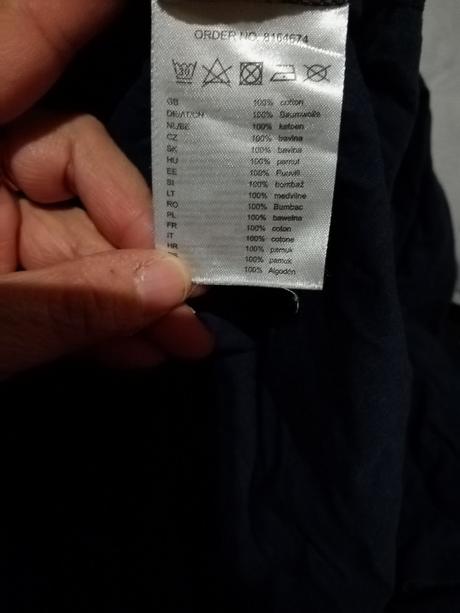 ORDER NO. 8164674
30
GB 100% cotton
DE/AT/CH 100% Baumwolle
NL/BE 100% katoen
CZ 100% bavlna
SK 100% bavlna
HU 100% pamut
EE 100% Puuvill
SI 100% bombaž
LT 100% medvilnė
RO 100% Bumbac
PL 100% bawełna
FR 100% coton
IT 100% cotone
HR 100% pamuk
100% pamuk
100% Algodón